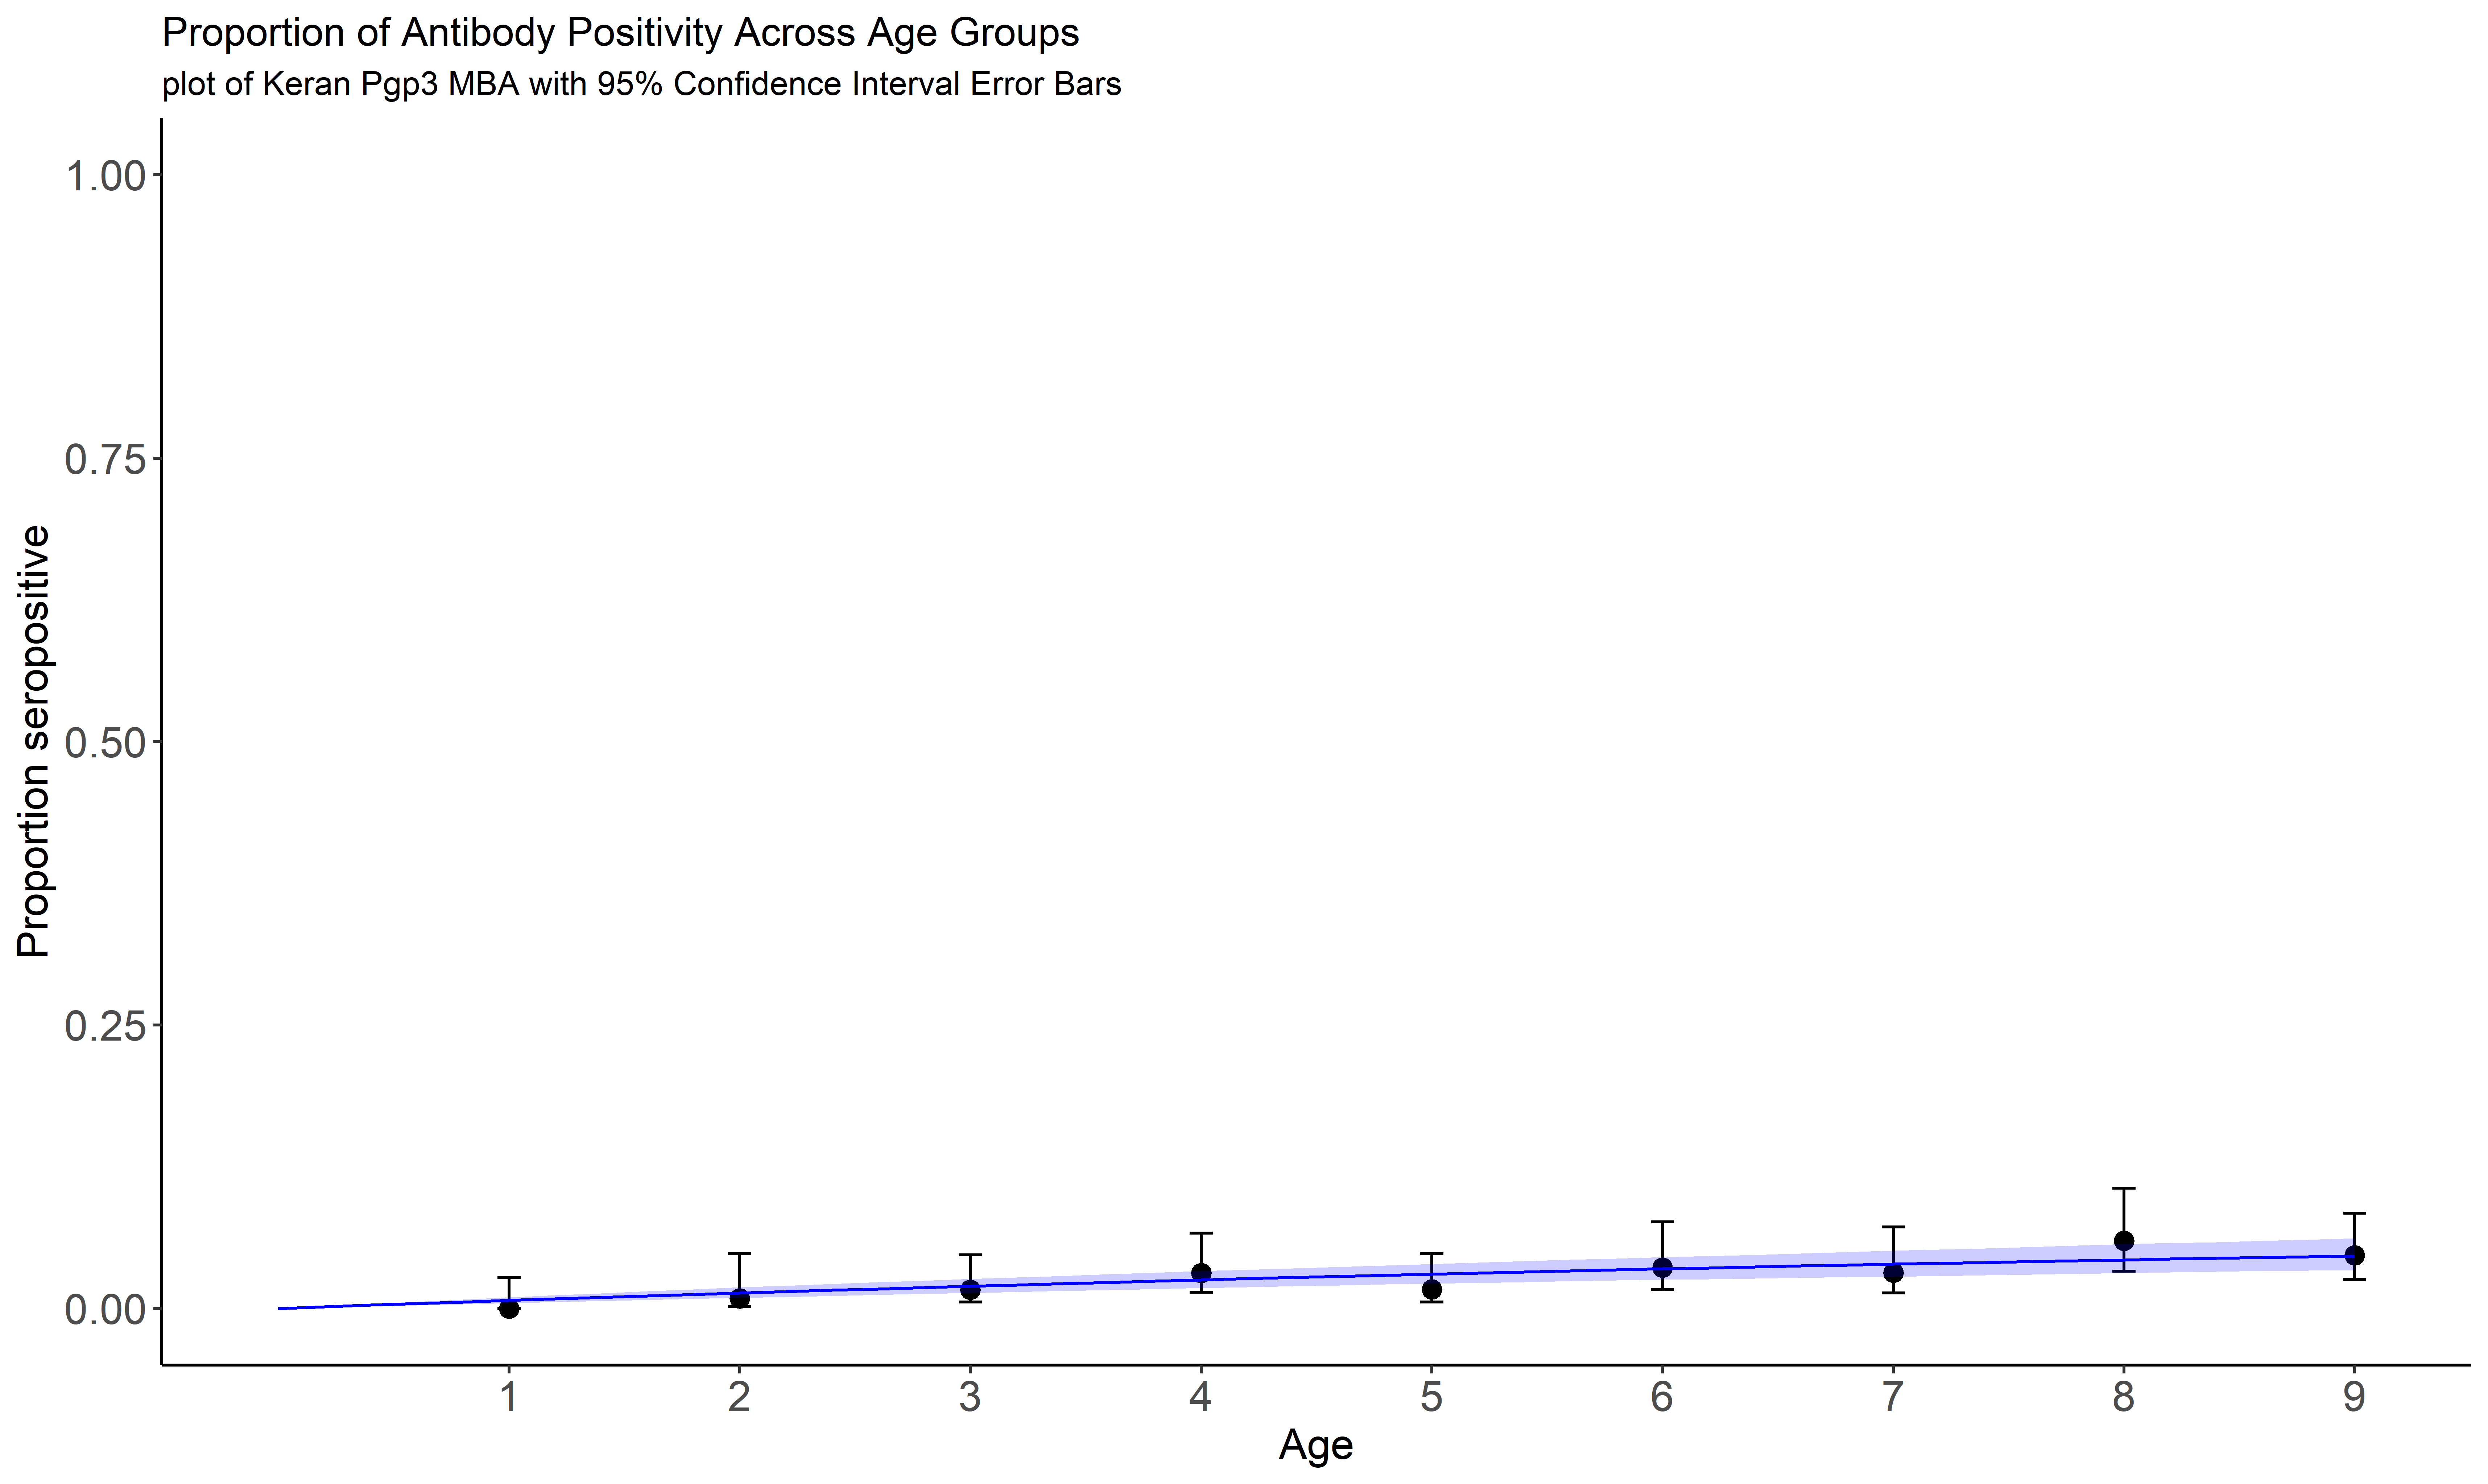 Proportion of Antibody Positivity Across Age Groups
plot of Keran Pgp3 MBA with 95% Confidence Interval Error Bars
Proportion seropositive
1.00
0.75
0.50
0.25
0.00
1 2 3 4 5 6 7 8 9
Age